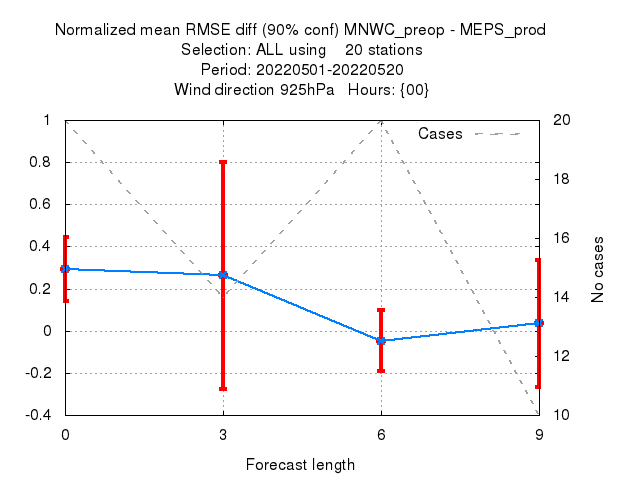 Normalized mean RMSE diff (90% conf) MNWC_preop - MEPS_prod
Selection: ALL using 20 stations
Period: 20220501-20220520
Wind direction 925hPa Hours: {00}
Cases
1
0.8
0.6
0.4
0.2
0
-0.2
-0.4
20
18
16
14
12
10
No cases
0 3 6 9
Forecast length